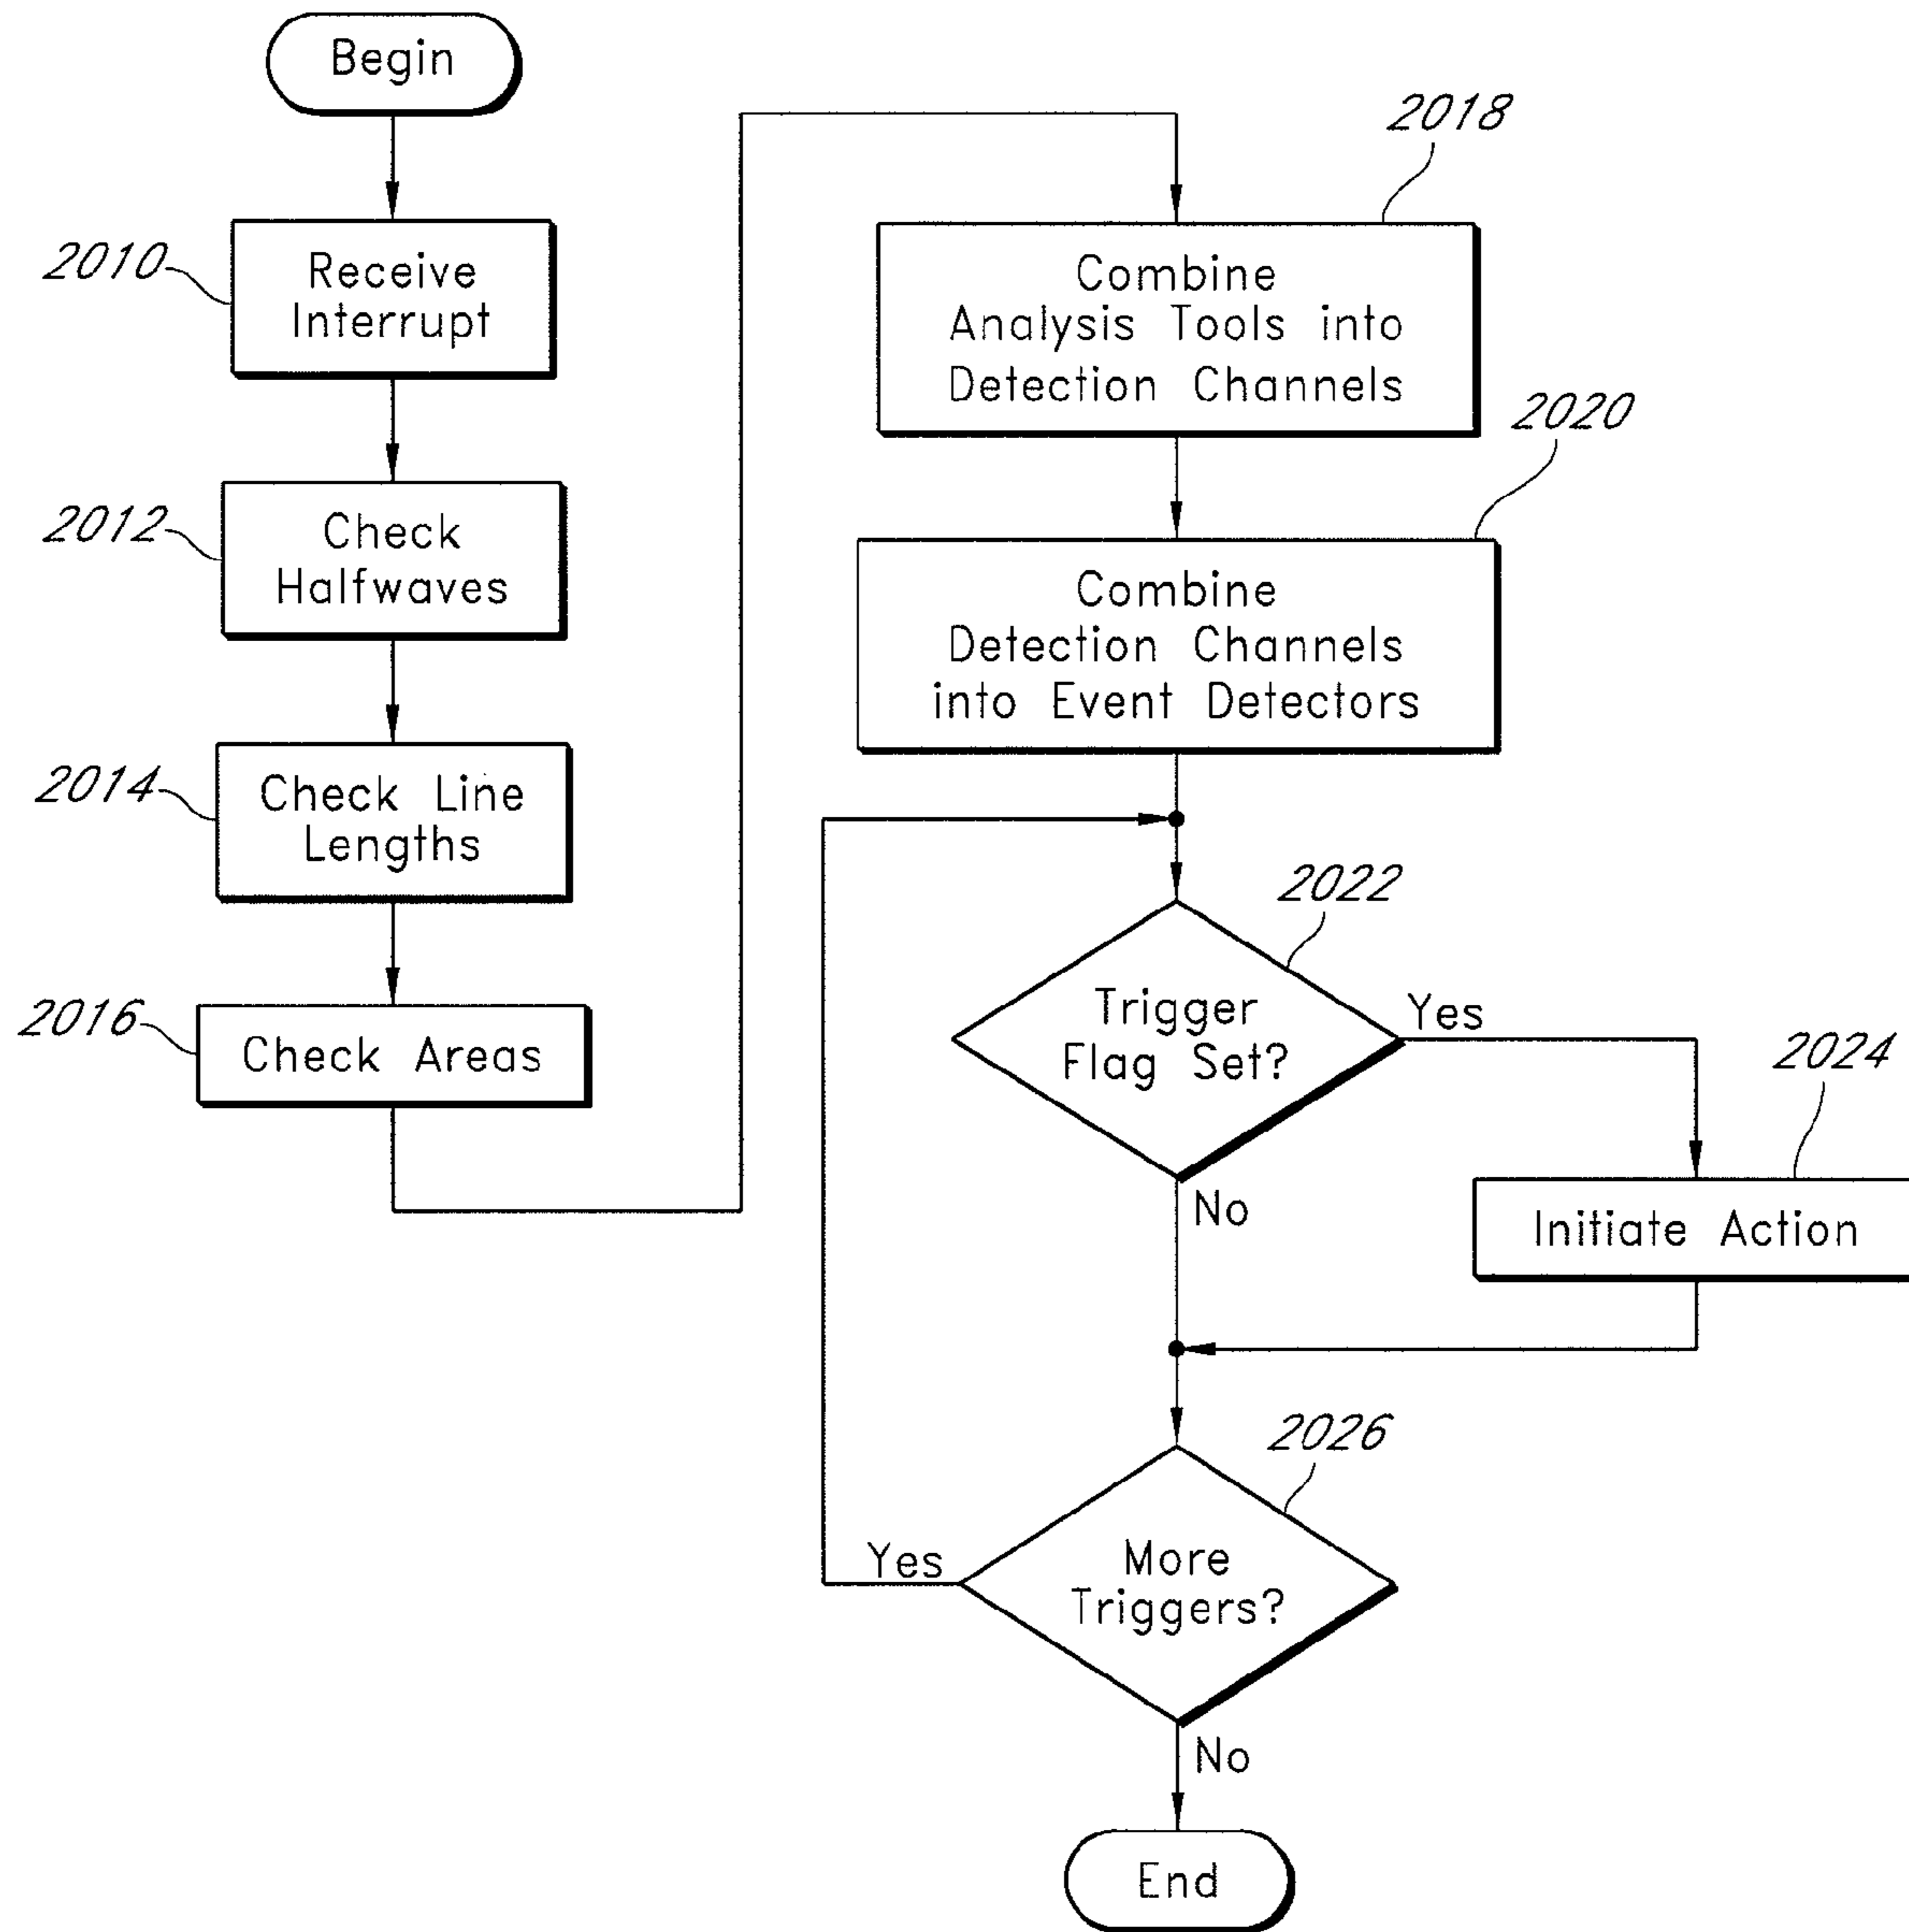 Begin
2010
Receive
Interrupt
2012
Check
Halfwaves
2014
Check Line
Lengths
2016
Check Areas
2018
Combine
Analysis Tools into
Detection Channels
2020
Combine
Detection Channels
into Event Detectors
2022
Trigger
Flag Set?
Yes
No
2024
Initiate Action
2026
More
Triggers?
Yes
No
End